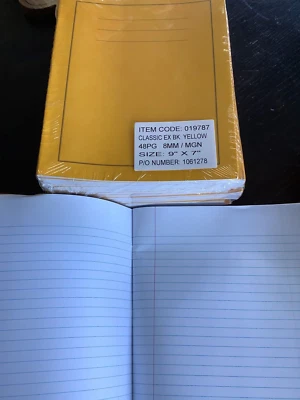 ITEM CODE: 019787
CLASSIC EX BK YELLOW
48PG 8MM / MGN
SIZE: 9" X 7"
P/O NUMBER: 1061278